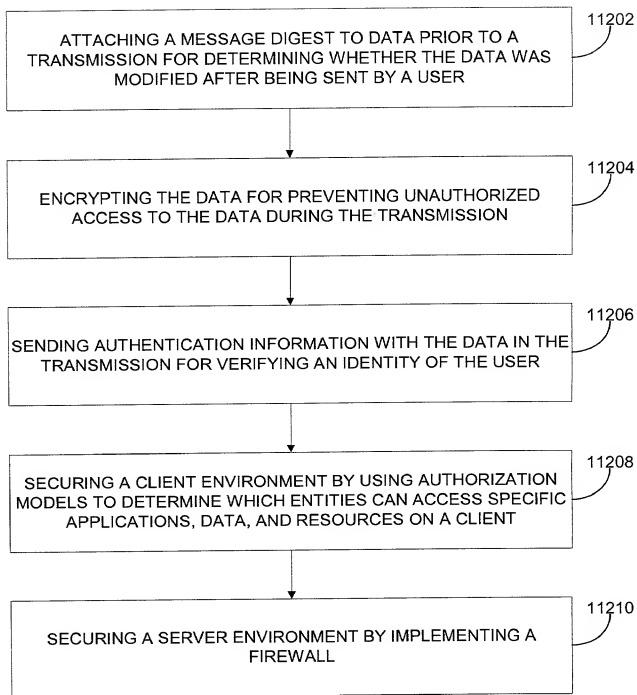 11202
ATTACHING A MESSAGE DIGEST TO DATA PRIOR TO A
TRANSMISSION FOR DETERMINING WHETHER THE DATA WAS
MODIFIED AFTER BEING SENT BY A USER
11204
ENCRYPTING THE DATA FOR PREVENTING UNAUTHORIZED
ACCESS TO THE DATA DURING THE TRANSMISSION
11206
SENDING AUTHENTICATION INFORMATION WITH THE DATA IN THE
TRANSMISSION FOR VERIFYING AN IDENTITY OF THE USER
11208
SECURING A CLIENT ENVIRONMENT BY USING AUTHORIZATION
MODELS TO DETERMINE WHICH ENTITIES CAN ACCESS SPECIFIC
APPLICATIONS, DATA, AND RESOURCES ON A CLIENT
11210
SECURING A SERVER ENVIRONMENT BY IMPLEMENTING A
FIREWALL